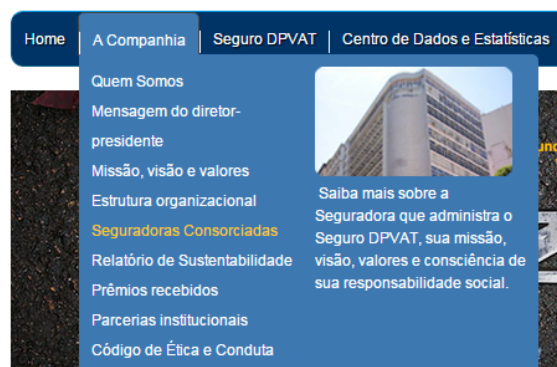 Home
A Companhia
Seguro DPVAT
Centro de Dados e Estatísticas
Quem Somos
Mensagem do diretor-
presidente
Missão, visão e valores
Estrutura organizacional
Seguradoras Consorciadas
Relatório de Sustentabilidade
Prêmios recebidos
Parcerias institucionais
Código de Ética e Conduta
Saiba mais sobre a
Seguradora que administra o
Seguro DPVAT, sua missão,
visão, valores e consciência de
sua responsabilidade social.